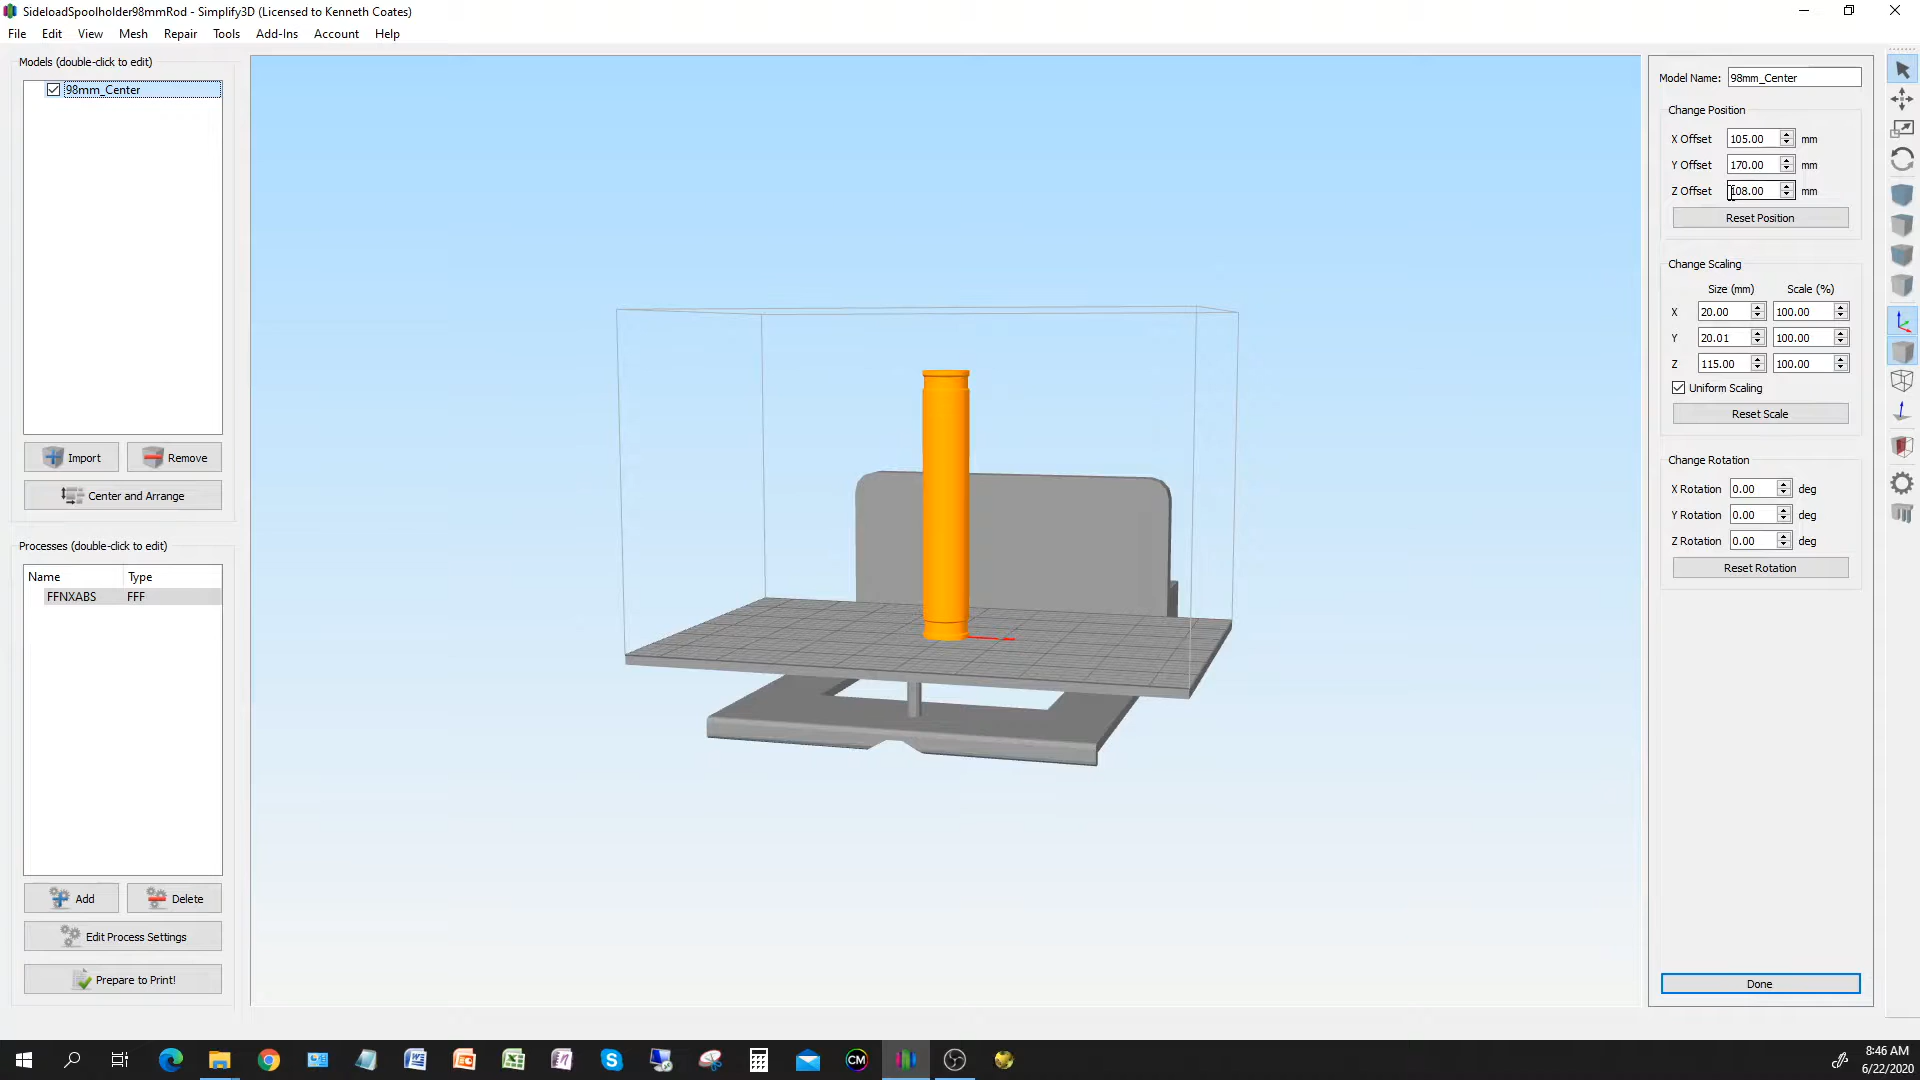 SideloadSpoolholder98mmRod - Simplify3D (Licensed to Kenneth Coates)
File Edit View Mesh Repair Tools Add-Ins Account Help
Models (double-click to edit)
98mm_Center
Import Remove
Center and Arrange
Processes (double-click to edit)
Name Type
FFNXABS FFF
Add Delete
Edit Process Settings
Prepare to Print!
Model Name: 98mm_Center
Change Position
X Offset 105.00 mm
Y Offset 170.00 mm
Z Offset 108.00 mm
Reset Position
Change Scaling
Size (mm) Scale (%)
X 20.00 100.00
Y 20.01 100.00
Z 115.00 100.00
Uniform Scaling
Reset Scale
Change Rotation
X Rotation 0.00 deg
Y Rotation 0.00 deg
Z Rotation 0.00 deg
Reset Rotation
Done
CM
8:46 AM
6/22/2020